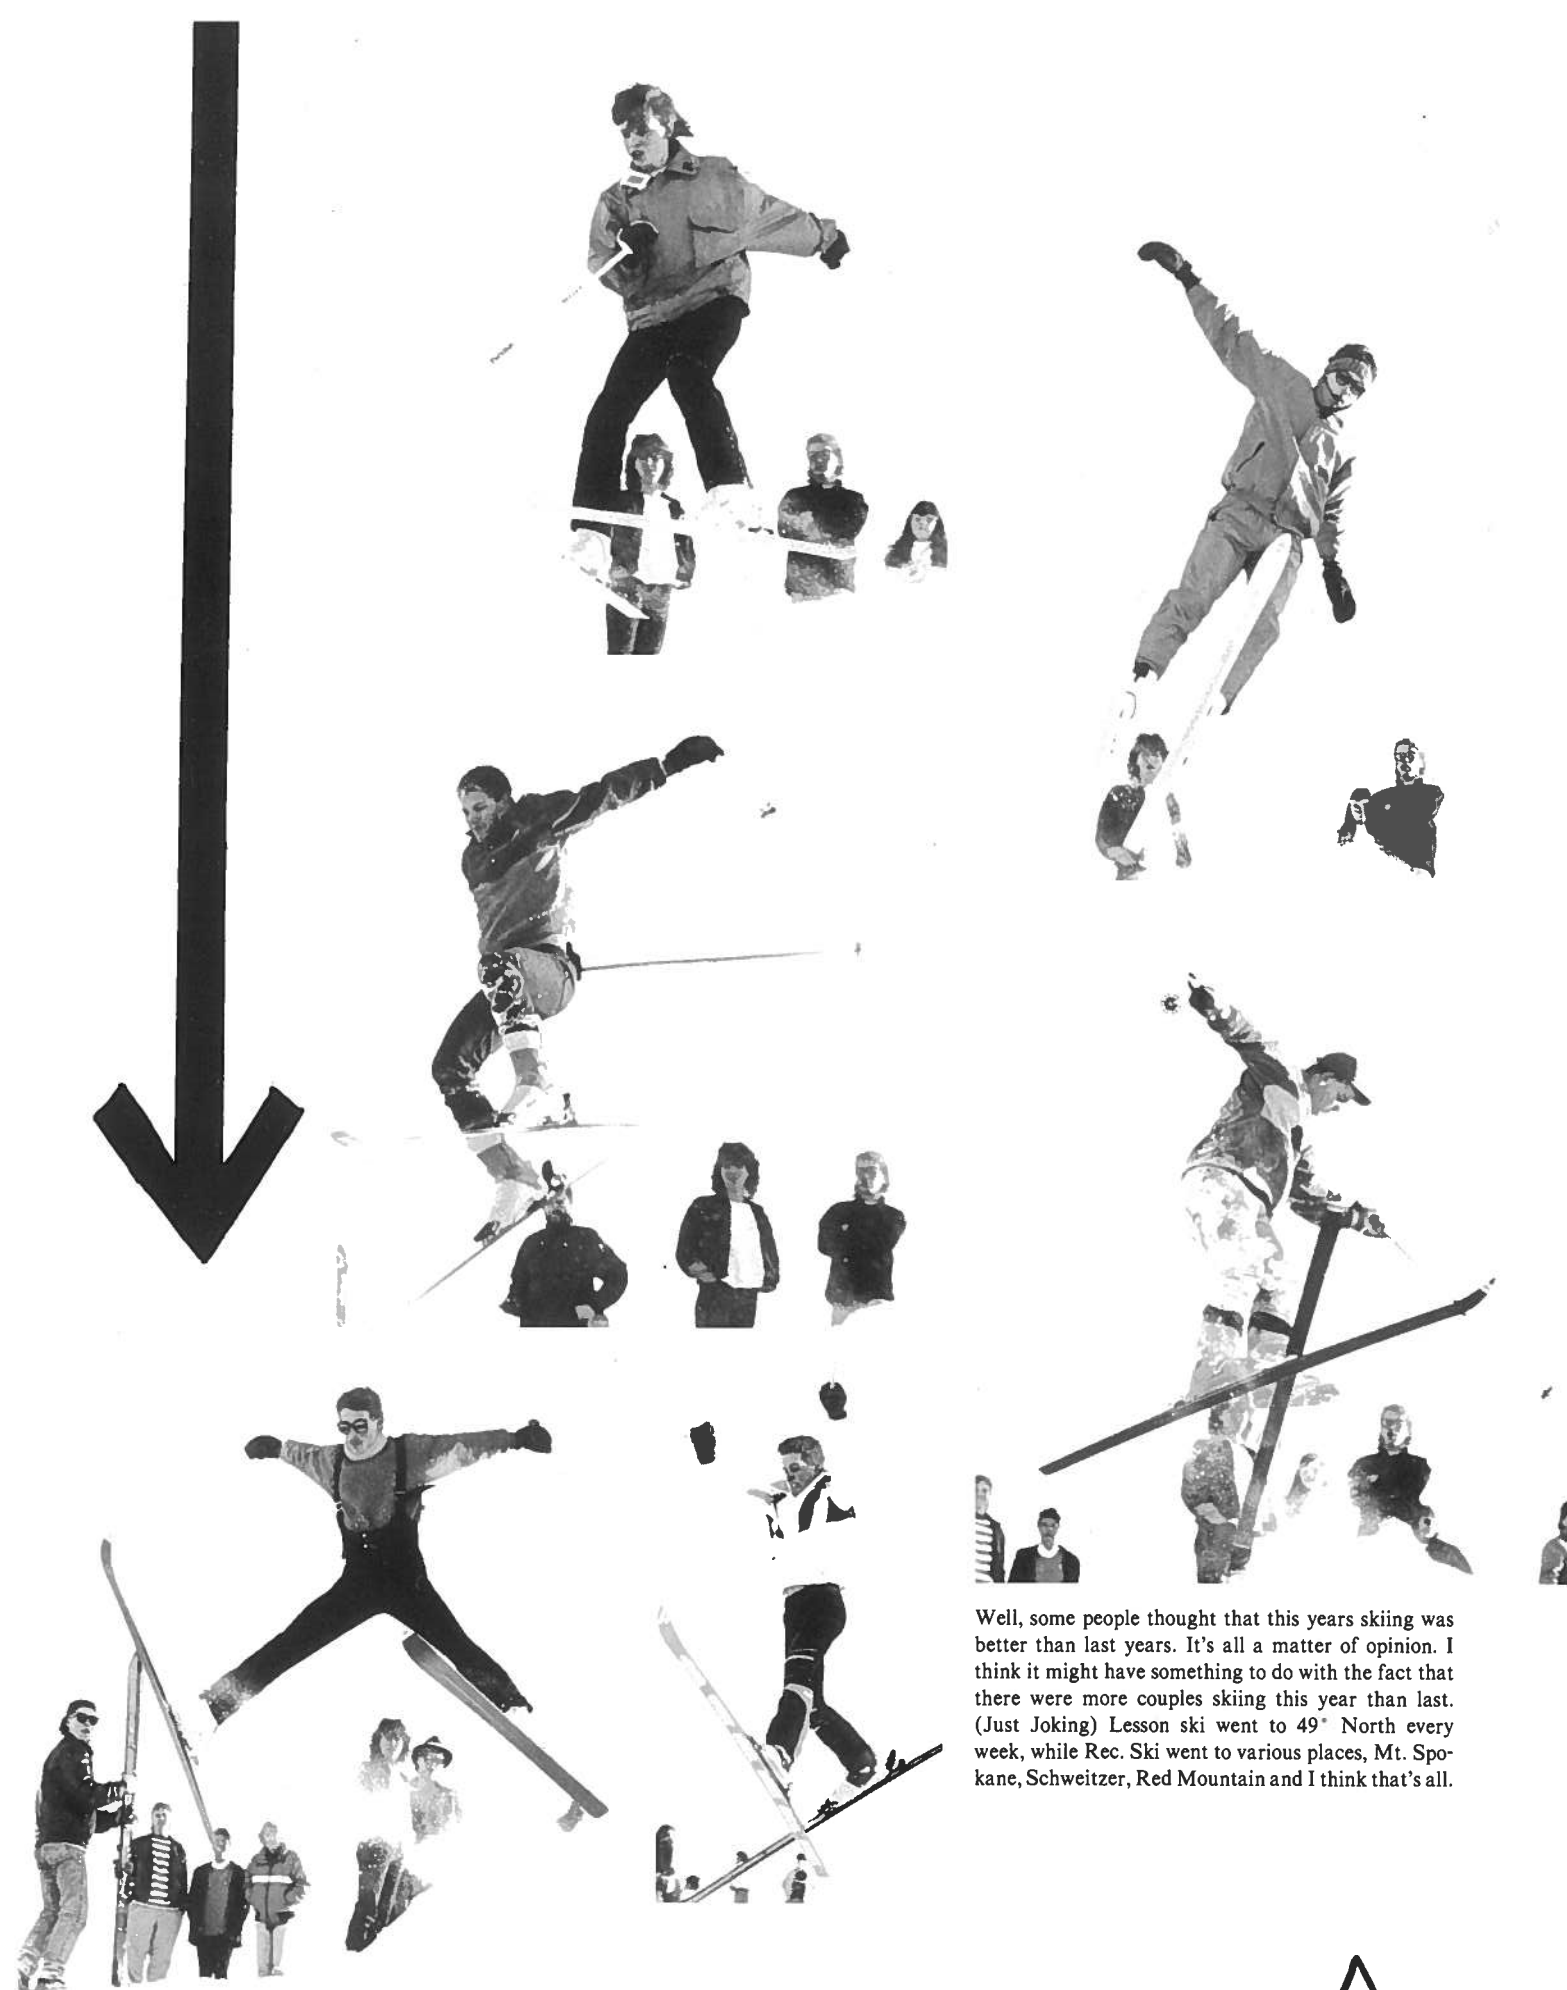 Well, some people thought that this years skiing was
better than last years. It's all a matter of opinion. I
think it might have something to do with the fact that
there were more couples skiing this year than last.
(Just Joking) Lesson ski went to 49° North every
week, while Rec. Ski went to various places, Mt. Spo-
kane, Schweitzer, Red Mountain and I think that's all.